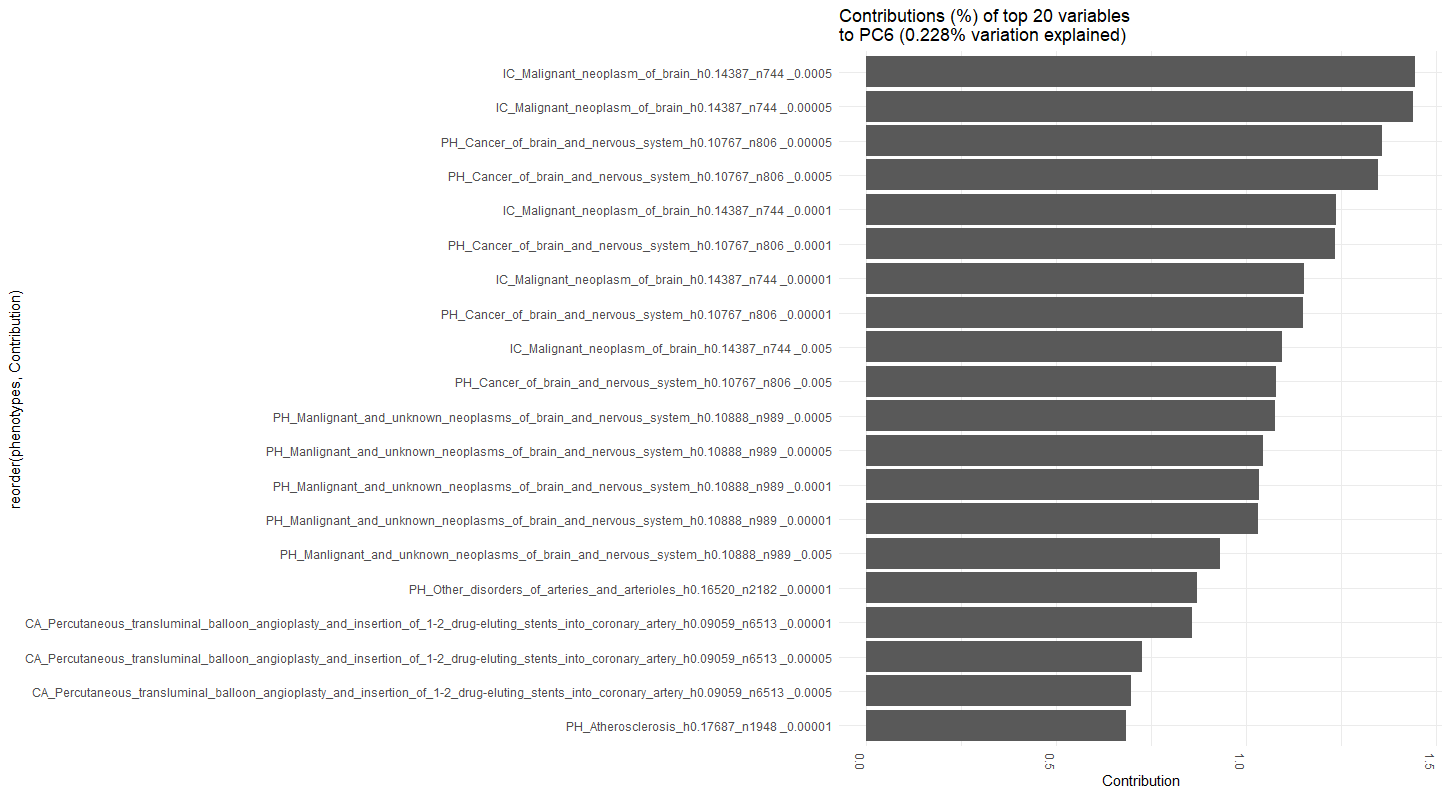 Contributions (%) of top 20 variables
to PC6 (0.228% variation explained)
IC_Malignant_neoplasm_of_brain_h0.14387_n744 _0.0005
IC_Malignant_neoplasm_of_brain_h0.14387_n744 _0.00005
PH_Cancer_of_brain_and_nervous_system_h0.10767_n806 _0.00005
PH_Cancer_of_brain_and_nervous_system_h0.10767_n806 _0.0005
IC_Malignant_neoplasm_of_brain_h0.14387_n744 _0.0001
PH_Cancer_of_brain_and_nervous_system_h0.10767_n806 _0.0001
IC_Malignant_neoplasm_of_brain_h0.14387_n744 _0.00001
PH_Cancer_of_brain_and_nervous_system_h0.10767_n806 _0.00001
IC_Malignant_neoplasm_of_brain_h0.14387_n744 _0.005
PH_Cancer_of_brain_and_nervous_system_h0.10767_n806 _0.005
PH_Manlignant_and_unknown_neoplasms_of_brain_and_nervous_system_h0.10888_n989 _0.0005
PH_Manlignant_and_unknown_neoplasms_of_brain_and_nervous_system_h0.10888_n989 _0.00005
PH_Manlignant_and_unknown_neoplasms_of_brain_and_nervous_system_h0.10888_n989 _0.0001
PH_Manlignant_and_unknown_neoplasms_of_brain_and_nervous_system_h0.10888_n989 _0.00001
PH_Manlignant_and_unknown_neoplasms_of_brain_and_nervous_system_h0.10888_n989 _0.005
PH_Other_disorders_of_arteries_and_arterioles_h0.16520_n2182 _0.00001
CA_Percutaneous_transluminal_balloon_angioplasty_and_insertion_of_1-2_drug-eluting_stents_into_coronary_artery_h0.09059_n6513 _0.00001
CA_Percutaneous_transluminal_balloon_angioplasty_and_insertion_of_1-2_drug-eluting_stents_into_coronary_artery_h0.09059_n6513 _0.00005
CA_Percutaneous_transluminal_balloon_angioplasty_and_insertion_of_1-2_drug-eluting_stents_into_coronary_artery_h0.09059_n6513 _0.0005
PH_Atherosclerosis_h0.17687_n1948 _0.00001
reorder(phenotypes, Contribution)
0.0
0.5
1.0
1.5
Contribution